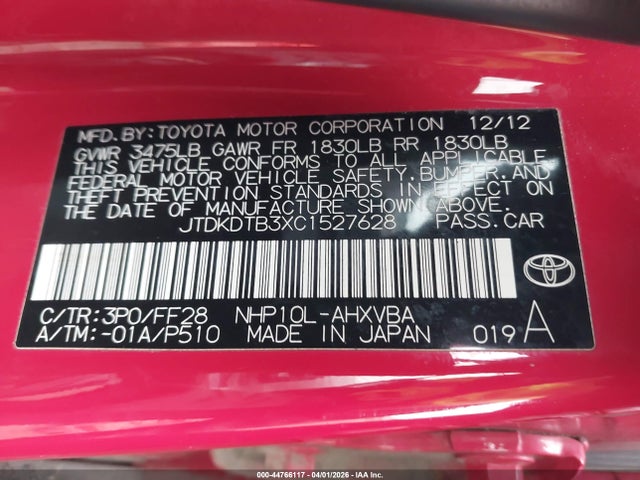 MFD.BY:TOYOTA MOTOR CORPORATION 12/12
GVWR 3475LB GAWR FR 1830LB RR 1830LB
THIS VEHICLE CONFORMS TO ALL APPLICABLE
FEDERAL MOTOR VEHICLE SAFETY,BUMPER,AND
THEFT PREVENTION STANDARDS IN EFFECT ON
THE DATE OF MANUFACTURE SHOWN ABOVE.
JTDKDTB3XC1527628 PASS.CAR
C/TR:3P0/FF28 NHP10L-AHXVBA
A/TM:-01A/P510 MADE IN JAPAN 019 A
000-44766117 | 04/01/2026 | IAA Inc.